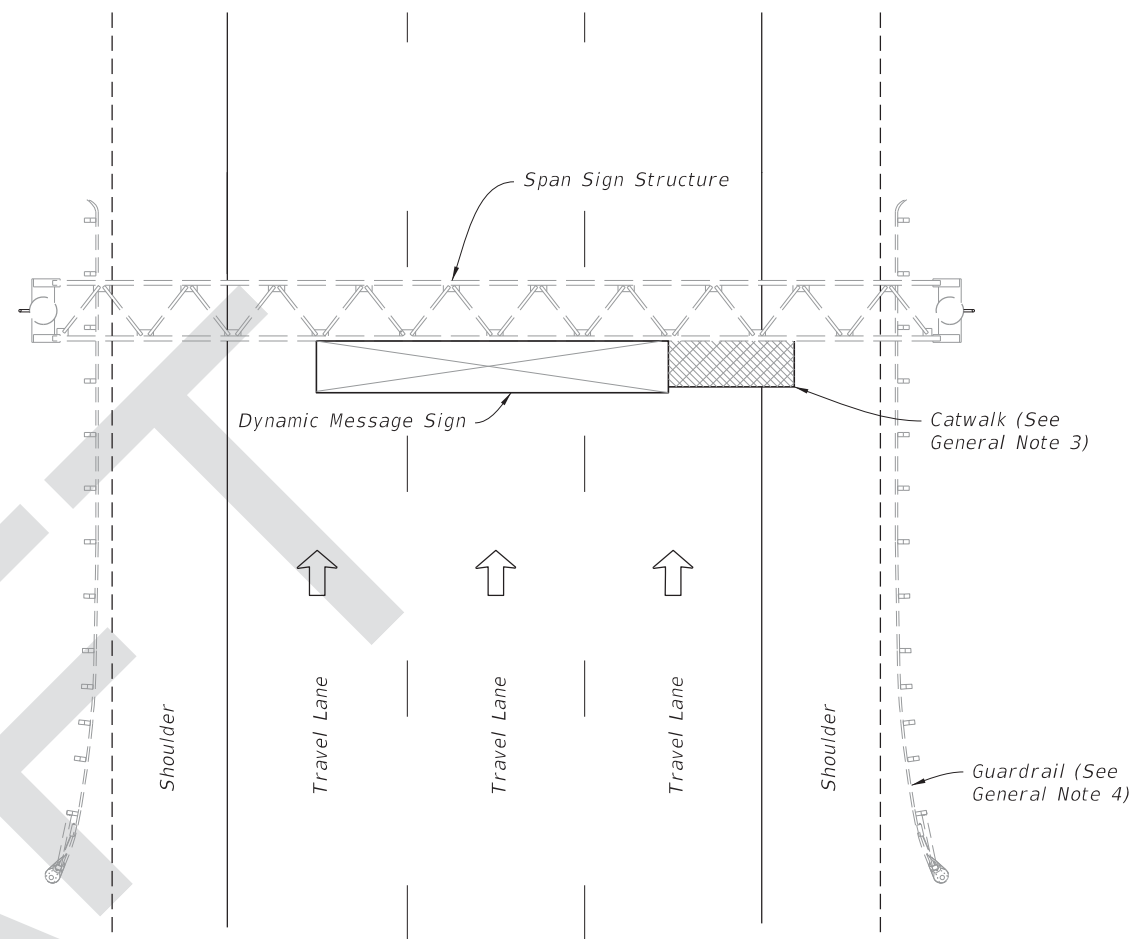 Span Sign Structure
Dynamic Message Sign
Catwalk (See
General Note 3)
Shoulder
Travel Lane
Travel Lane
Travel Lane
Shoulder
Guardrail (See
General Note 4)